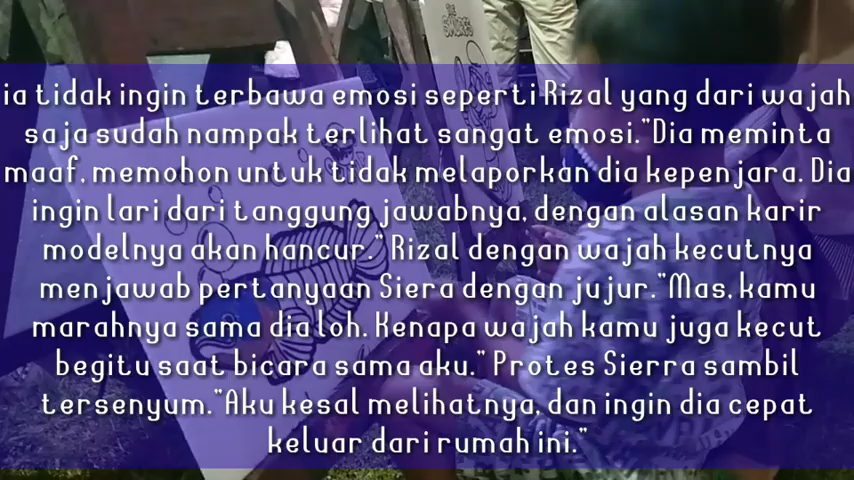 ia tidak ingin terbawa emosi seperti Rizal yang dari wajah
saja sudah nampak terlihat sangat emosi."Dia meminta
maaf, memohon untuk tidak melaporkan dia kepenjara. Dia
ingin lari dari tanggung jawabnya, dengan alasan karir
modelnya akan hancur." Rizal dengan wajah kecutnya
menjawab pertanyaan Siera dengan jujur."Mas, kamu
marahnya sama dia loh. Kenapa wajah kamu juga kecut
begitu saat bicara sama aku." Protes Sierra sambil
tersenyum."Aku kesal melihatnya, dan ingin dia cepat
keluar dari rumah ini."